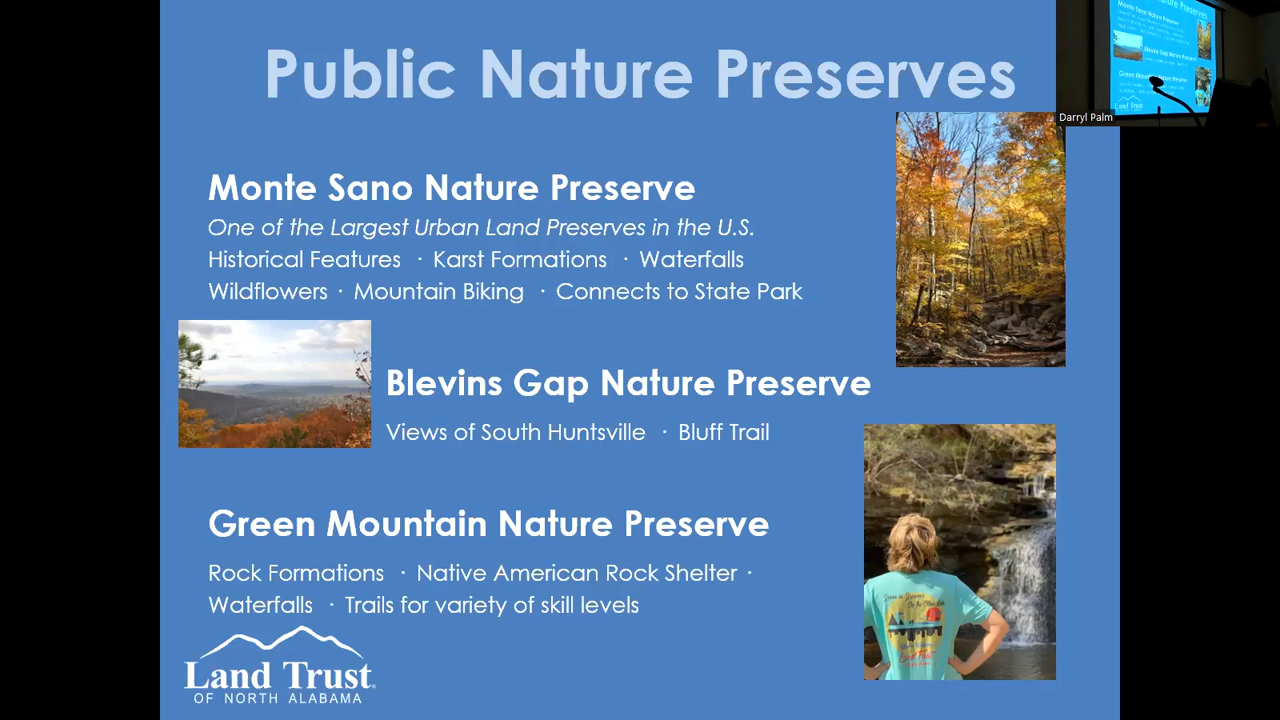 Public Nature Preserves
Darryl Palm
Monte Sano Nature Preserve
One of the Largest Urban Land Preserves in the U.S.
Historical Features · Karst Formations · Waterfalls
Wildflowers · Mountain Biking · Connects to State Park
Blevins Gap Nature Preserve
Views of South Huntsville · Bluff Trail
Green Mountain Nature Preserve
Rock Formations · Native American Rock Shelter ·
Waterfalls · Trails for variety of skill levels
Land Trust
OF NORTH ALABAMA